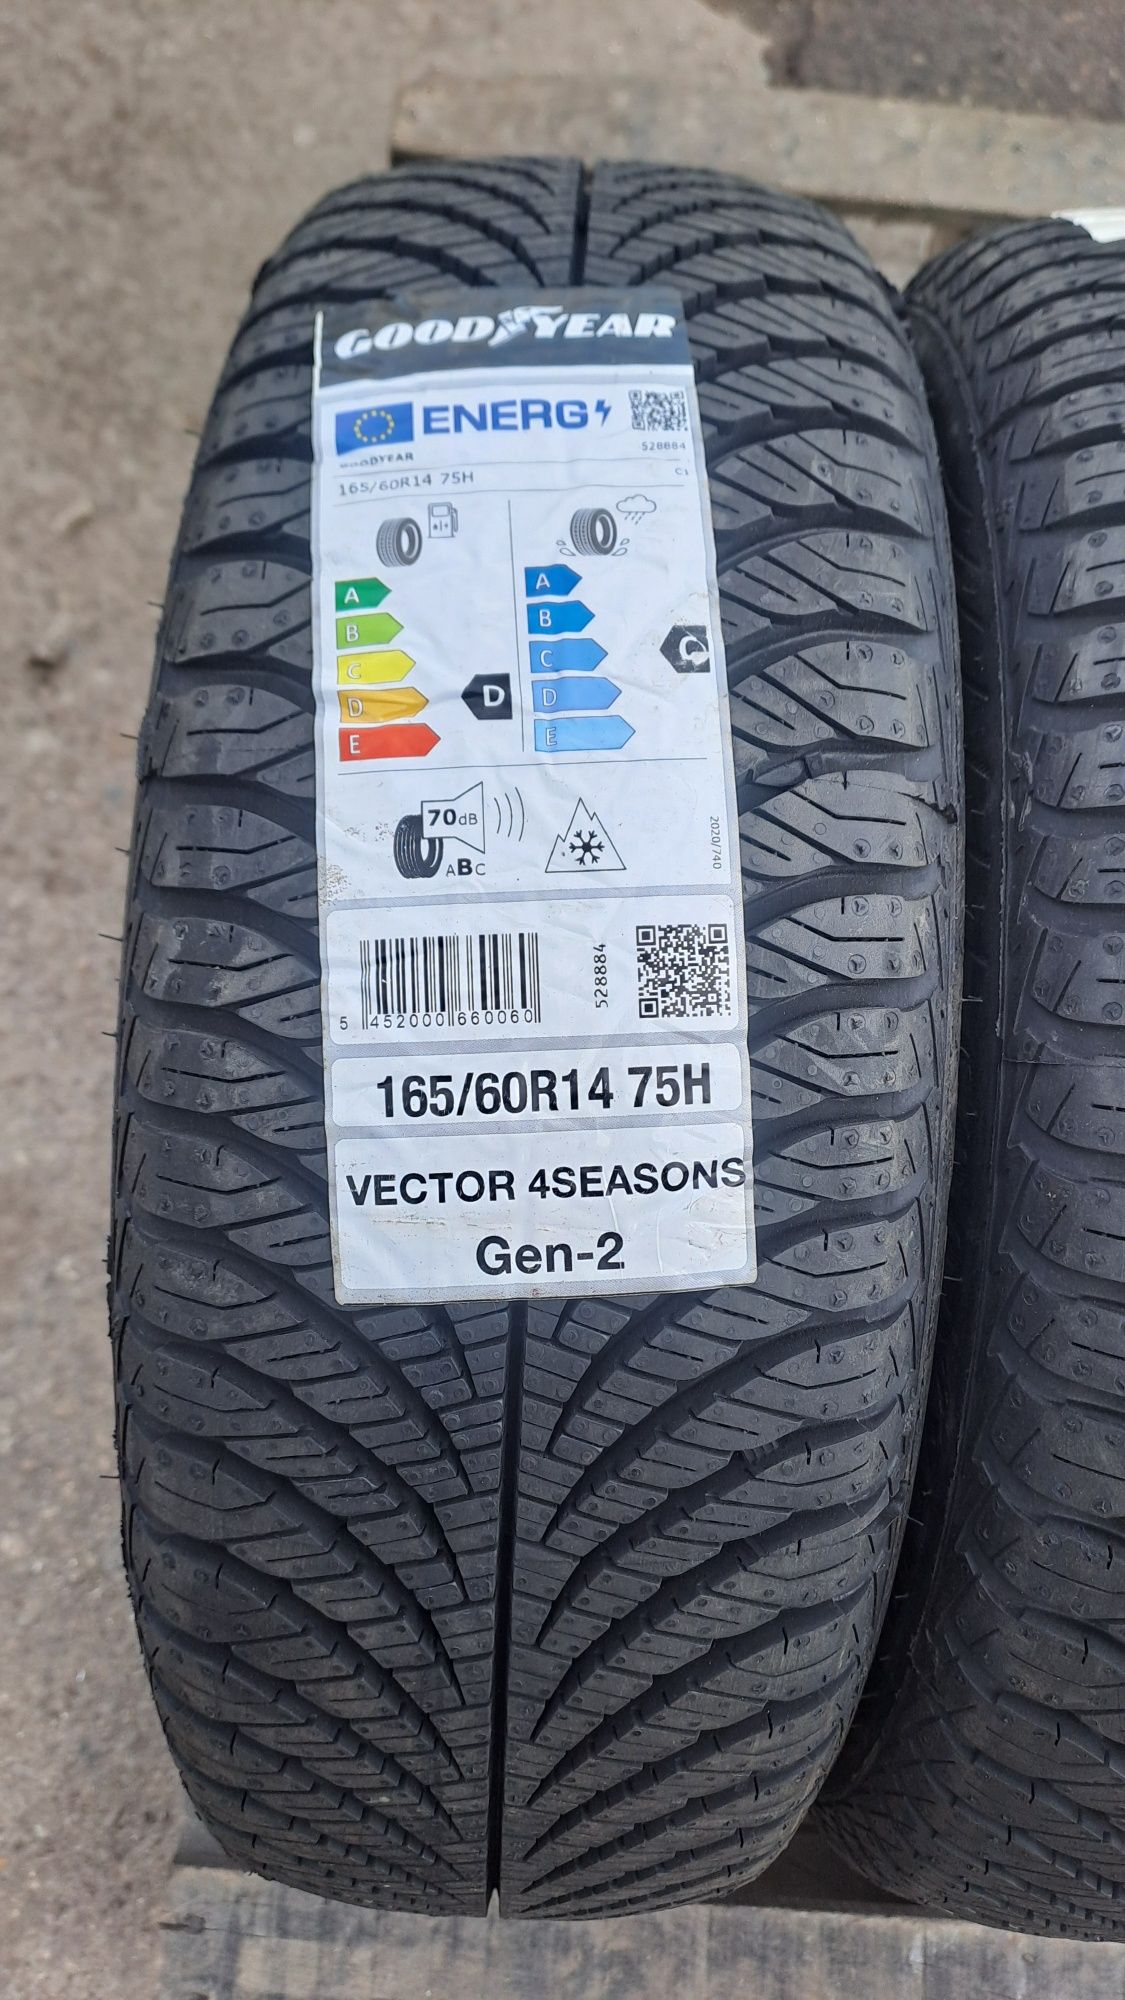 GOODYEAR
ENERG
528884
GOODYEAR
165/60R14 75H
C1
A
B
C
D
E
D
A
B
C
D
E
C
70dB
ABC
2020/740
5 452000 660060
528884
165/60R14 75H
VECTOR 4SEASONS
Gen-2